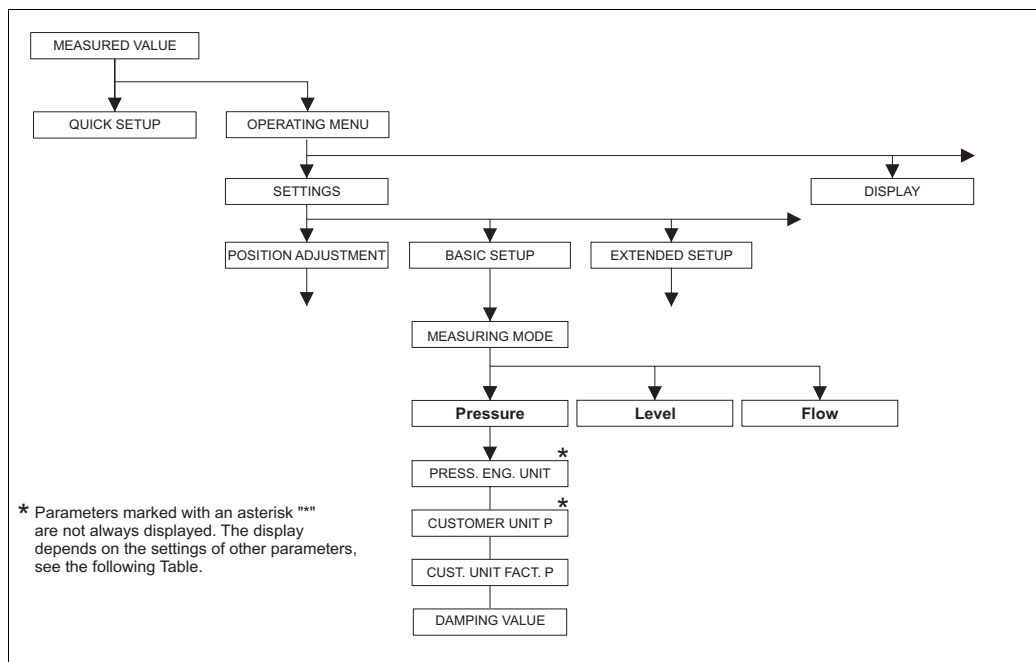 MEASURED VALUE
QUICK SETUP
OPERATING MENU
SETTINGS
DISPLAY
POSITION ADJUSTMENT
BASIC SETUP
EXTENDED SETUP
MEASURING MODE
Pressure
Level
Flow
*
PRESS. ENG. UNIT
*
CUSTOMER UNIT P
CUST. UNIT FACT. P
DAMPING VALUE
* Parameters marked with an asterisk "*"
are not always displayed. The display
depends on the settings of other parameters,
see the following Table.